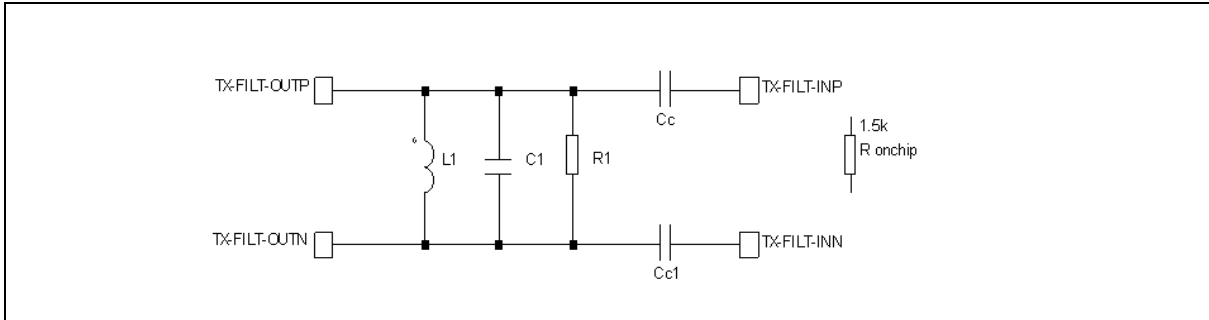 TX-FILT-OUTP
TX-FILT-INP
Cc
1.5k
R onchip
L1
C1
R1
TX-FILT-OUTN
TX-FILT-INN
Cc1